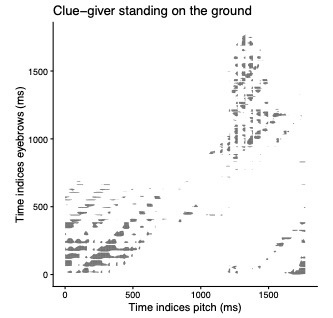 Clue−giver standing on the ground
Time indices eyebrows (ms)
1500
1000
500
0
0 500 1000 1500
Time indices pitch (ms)